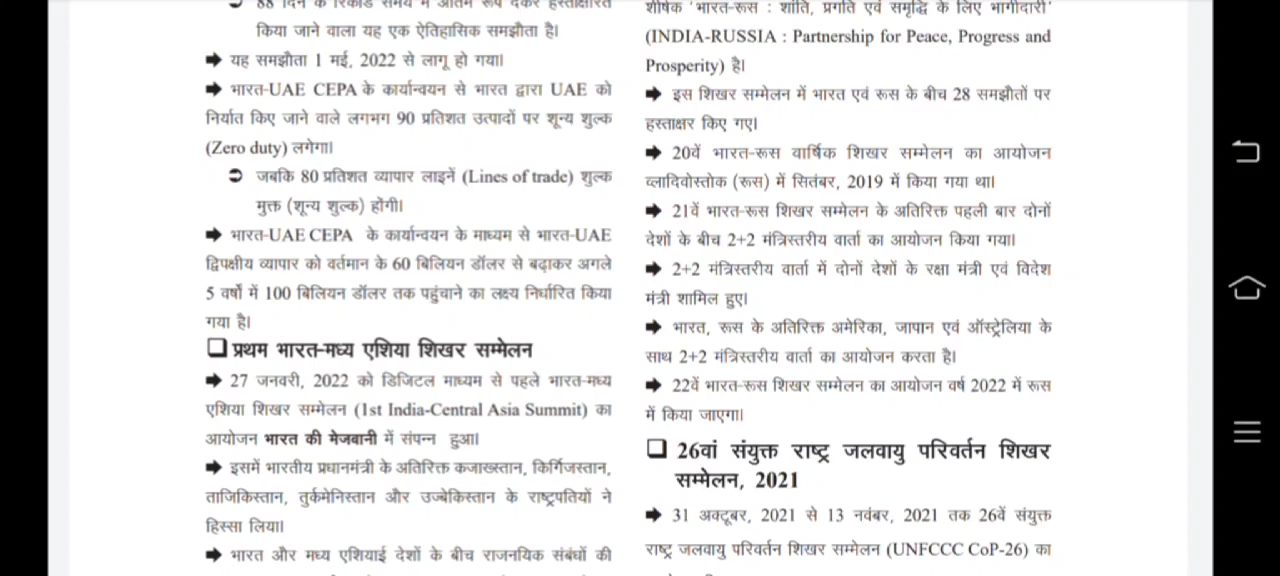 88 दिन के रिकॉर्ड समय में अंतिम रूप देकर हस्ताक्षरित
किया जाने वाला यह एक ऐतिहासिक समझौता है।
यह समझौता 1 मई, 2022 से लागू हो गया।
भारत-UAE CEPA के कार्यान्वयन से भारत द्वारा UAE को
निर्यात किए जाने वाले लगभग 90 प्रतिशत उत्पादों पर शून्य शुल्क
(Zero duty) लगेगा।
जबकि 80 प्रतिशत व्यापार लाइनें (Lines of trade) शुल्क
मुक्त (शून्य शुल्क) होंगी।
भारत-UAE CEPA के कार्यान्वयन के माध्यम से भारत-UAE
द्विपक्षीय व्यापार को वर्तमान के 60 बिलियन डॉलर से बढ़ाकर अगले
5 वर्षों में 100 बिलियन डॉलर तक पहुंचाने का लक्ष्य निर्धारित किया
गया है।
प्रथम भारत-मध्य एशिया शिखर सम्मेलन
27 जनवरी, 2022 को डिजिटल माध्यम से पहले भारत-मध्य
एशिया शिखर सम्मेलन (1st India-Central Asia Summit) का
आयोजन भारत की मेजबानी में संपन्न हुआ।
इसमें भारतीय प्रधानमंत्री के अतिरिक्त कजाख्स्तान, किर्गिजस्तान,
ताजिकिस्तान, तुर्कमेनिस्तान और उज्बेकिस्तान के राष्ट्रपतियों ने
हिस्सा लिया।
भारत और मध्य एशियाई देशों के बीच राजनयिक संबंधों की
शीर्षक 'भारत-रूस : शांति, प्रगति एवं समृद्धि के लिए भागीदारी'
(INDIA-RUSSIA : Partnership for Peace, Progress and
Prosperity) है।
इस शिखर सम्मेलन में भारत एवं रूस के बीच 28 समझौतों पर
हस्ताक्षर किए गए।
20वें भारत-रूस वार्षिक शिखर सम्मेलन का आयोजन
व्लादिवोस्तोक (रूस) में सितंबर, 2019 में किया गया था।
21वें भारत-रूस शिखर सम्मेलन के अतिरिक्त पहली बार दोनों
देशों के बीच 2+2 मंत्रिस्तरीय वार्ता का आयोजन किया गया।
2+2 मंत्रिस्तरीय वार्ता में दोनों देशों के रक्षा मंत्री एवं विदेश
मंत्री शामिल हुए।
भारत, रूस के अतिरिक्त अमेरिका, जापान एवं ऑस्ट्रेलिया के
साथ 2+2 मंत्रिस्तरीय वार्ता का आयोजन करता है।
22वें भारत-रूस शिखर सम्मेलन का आयोजन वर्ष 2022 में रूस
में किया जाएगा।
26वां संयुक्त राष्ट्र जलवायु परिवर्तन शिखर
सम्मेलन, 2021
31 अक्टूबर, 2021 से 13 नवंबर, 2021 तक 26वें संयुक्त
राष्ट्र जलवायु परिवर्तन शिखर सम्मेलन (UNFCCC CoP-26) का